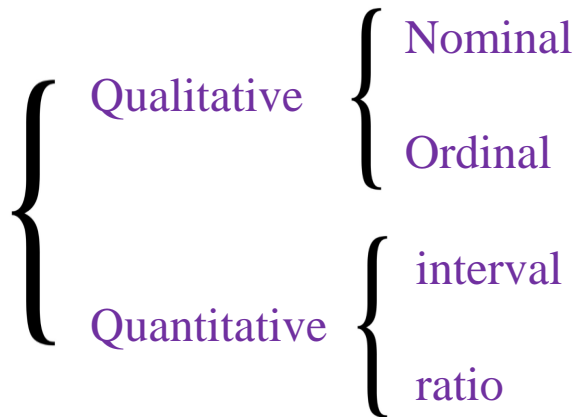 Qualitative
Nominal
Ordinal
Quantitative
interval
ratio